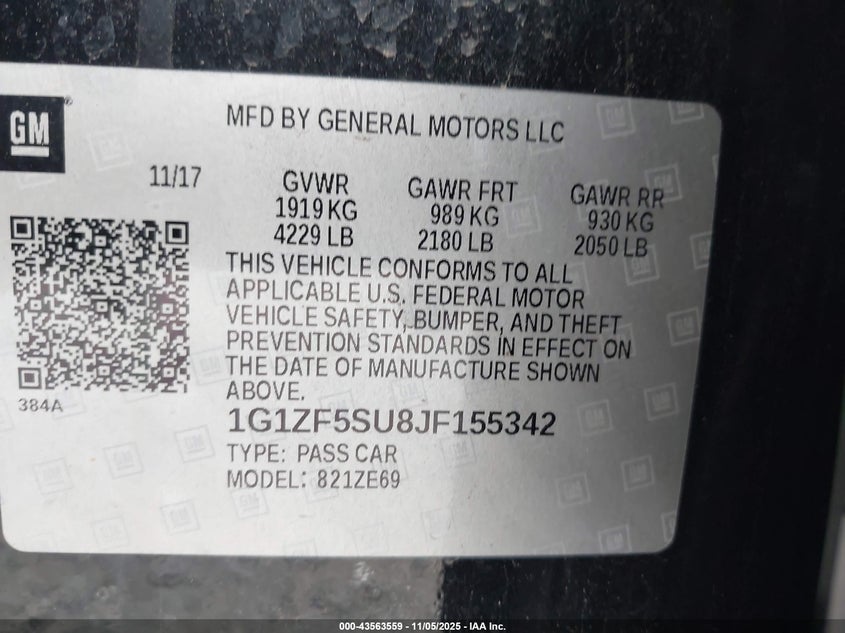 GM
MFD BY GENERAL MOTORS LLC
11/17
GVWR GAWR FRT GAWR RR
1919 KG 989 KG 930 KG
4229 LB 2180 LB 2050 LB
THIS VEHICLE CONFORMS TO ALL
APPLICABLE U.S. FEDERAL MOTOR
VEHICLE SAFETY, BUMPER, AND THEFT
PREVENTION STANDARDS IN EFFECT ON
THE DATE OF MANUFACTURE SHOWN
ABOVE.
384A
1G1ZF5SU8JF155342
TYPE: PASS CAR
MODEL: 821ZE69
000-43563559 - 11/05/2025 - IAA Inc.